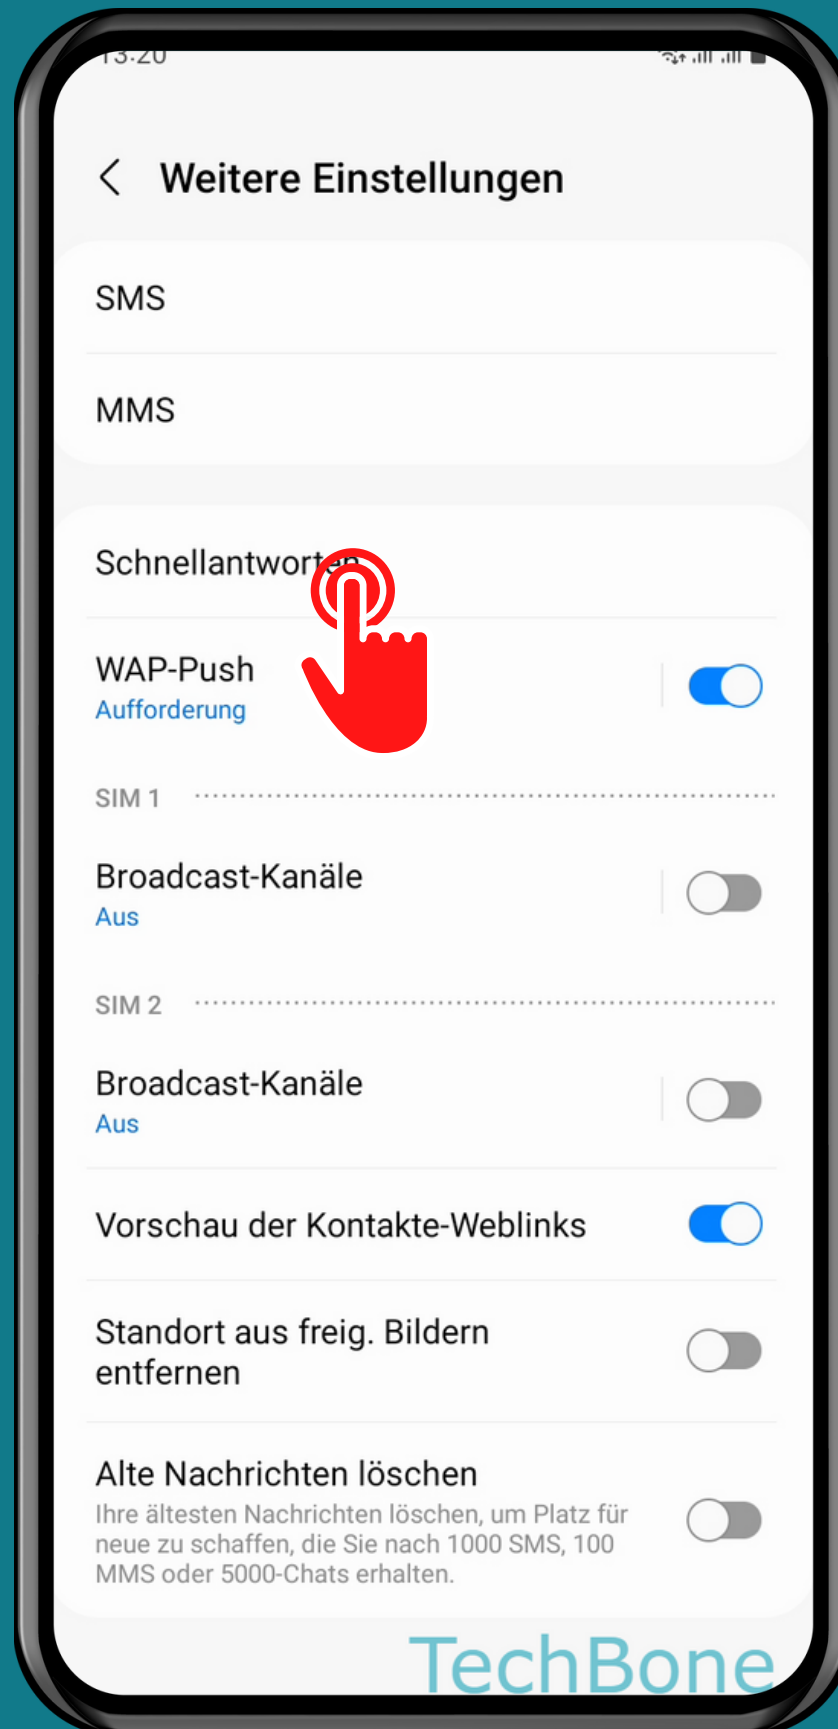 13:20
Weitere Einstellungen
SMS
MMS
Schnellantworten
WAP-Push
Aufforderung
SIM 1
Broadcast-Kanäle
Aus
SIM 2
Broadcast-Kanäle
Aus
Vorschau der Kontakte-Weblinks
Standort aus freig. Bildern
entfernen
Alte Nachrichten löschen
Ihre ältesten Nachrichten löschen, um Platz für
neue zu schaffen, die Sie nach 1000 SMS, 100
MMS oder 5000-Chats erhalten.
TechBone